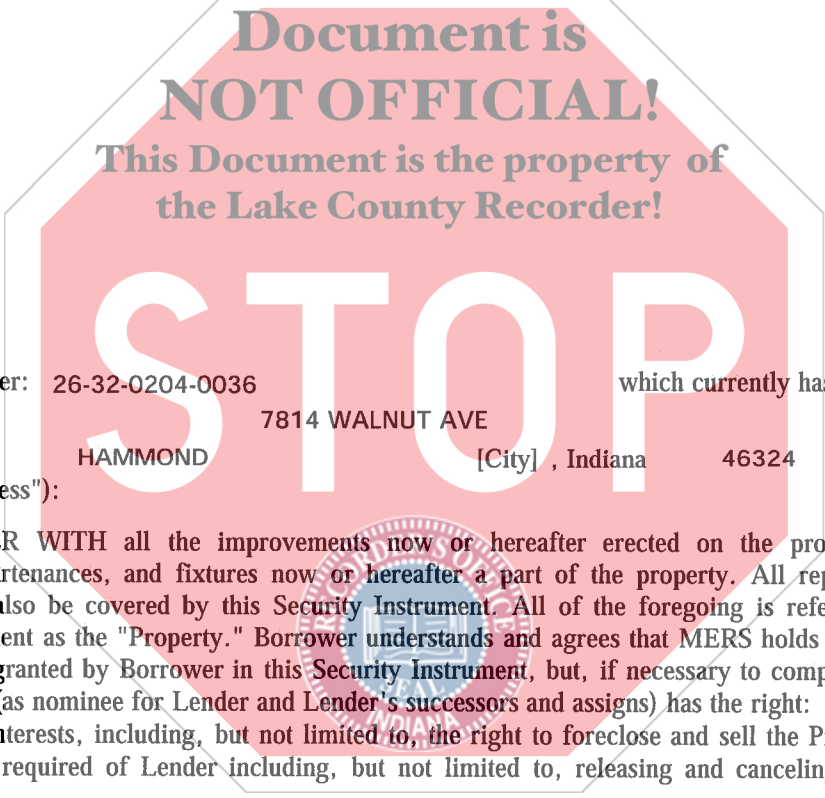 Document is
NOT OFFICIAL!
This Document is the property of
the Lake County Recorder!
STOP
er: 26-32-0204-0036 which currently has
7814 WALNUT AVE
HAMMOND [City] , Indiana 46324
ess"):
R WITH all the improvements now or hereafter erected on the pro
rtenances, and fixtures now or hereafter a part of the property. All rep
also be covered by this Security Instrument. All of the foregoing is refe
ent as the "Property." Borrower understands and agrees that MERS holds
granted by Borrower in this Security Instrument, but, if necessary to comp
(as nominee for Lender and Lender's successors and assigns) has the right:
nterests, including, but not limited to, the right to foreclose and sell the P
required of Lender including, but not limited to, releasing and cancelin
SEAL
INDIANA